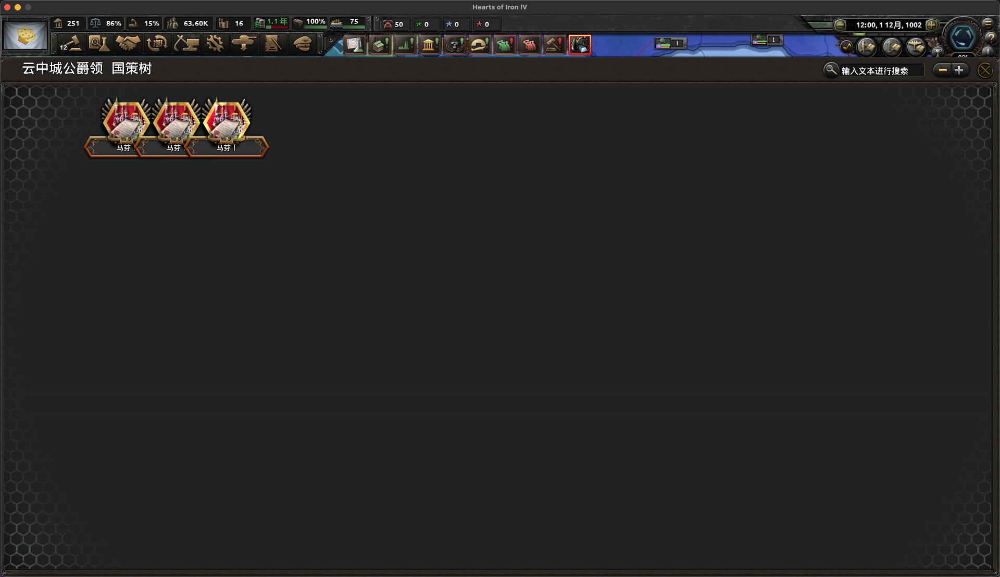 Hearts of Iron IV
251 86% 15% 63.60K 16 1.1 年 100% 75 50 0 0 0
12:00, 1 12月, 1002
12
1 1
云中城公爵领 国策树
输入文本进行搜索
马芬 马芬 马芬！